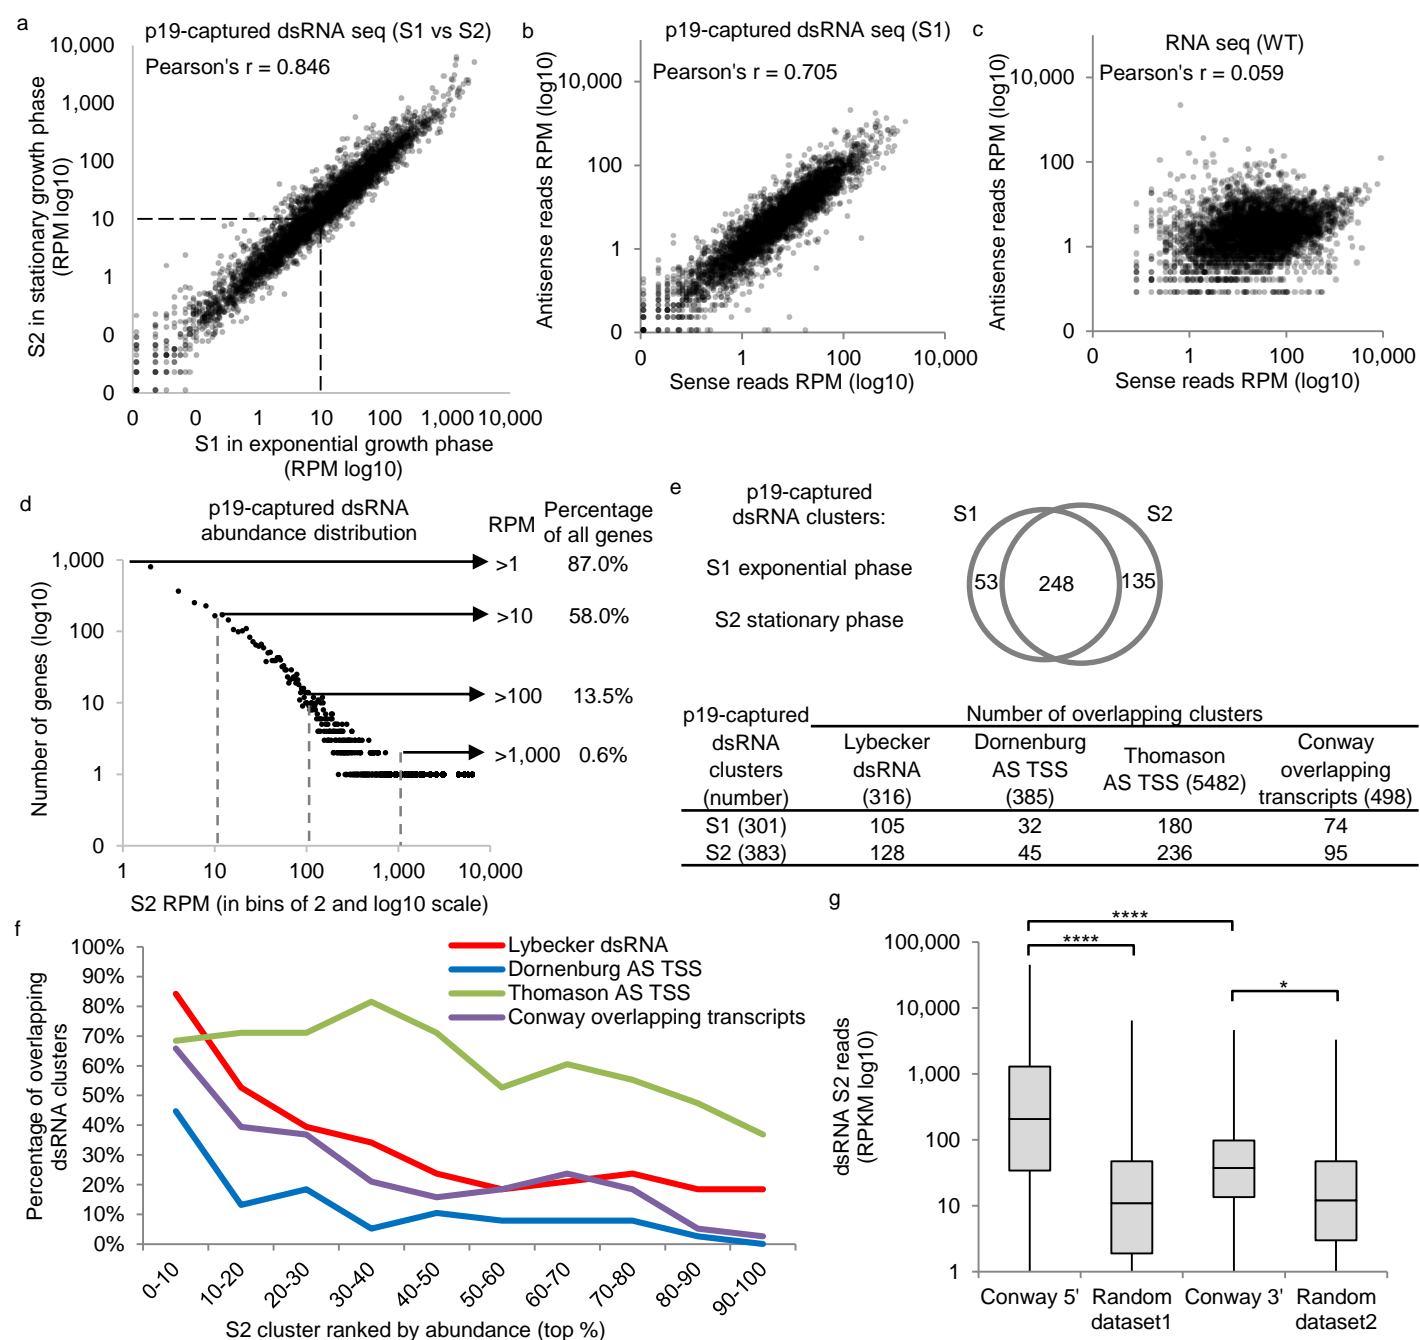 a
p19-captured dsRNA seq (S1 vs S2)
Pearson's r = 0.846
10,000
1,000
100
10
1
0
0
S2 in stationary growth phase
(RPM log10)
0 0 1 10 100 1,000 10,000
S1 in exponential growth phase
(RPM log10)
b
p19-captured dsRNA seq (S1)
Pearson's r = 0.705
10,000
100
1
0
Antisense reads RPM (log10)
0 1 100 10,000
Sense reads RPM (log10)
c
RNA seq (WT)
Pearson's r = 0.059
10,000
100
1
0
Antisense reads RPM (log10)
0 1 100 10,000
Sense reads RPM (log10)
d
p19-captured dsRNA
abundance distribution
RPM
Percentage
of all genes
>1 87.0%
>10 58.0%
>100 13.5%
>1,000 0.6%
1,000
100
10
1
0
Number of genes (log10)
1 10 100 1,000 10,000
S2 RPM (in bins of 2 and log10 scale)
e
p19-captured
dsRNA clusters:
S1 exponential phase
S2 stationary phase
S1 S2
53 248 135
p19-captured
dsRNA
clusters
(number)
Number of overlapping clusters
Lybecker
dsRNA
(316)
Dornenburg
AS TSS
(385)
Thomason
AS TSS (5482)
Conway
overlapping
transcripts (498)
S1 (301) 105 32 180 74
S2 (383) 128 45 236 95
f
Lybecker dsRNA
Dornenburg AS TSS
Thomason AS TSS
Conway overlapping transcripts
100%
90%
80%
70%
60%
50%
40%
30%
20%
10%
0%
Percentage of overlapping
dsRNA clusters
0-10 10-20 20-30 30-40 40-50 50-60 60-70 70-80 80-90 90-100
S2 cluster ranked by abundance (top %)
g
****
****
*
100,000
10,000
1,000
100
10
1
dsRNA S2 reads
(RPKM log10)
Conway 5'
Random
dataset1
Conway 3'
Random
dataset2